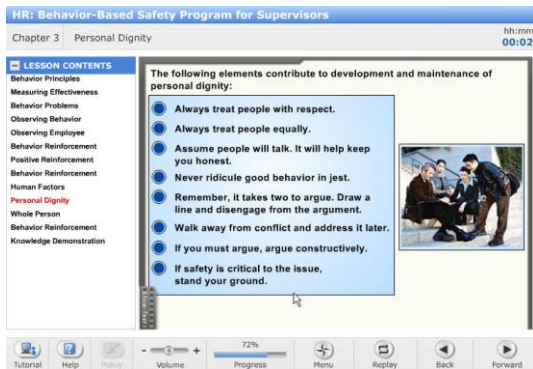 HR: Behavior-Based Safety Program for Supervisors
Chapter 3 Personal Dignity
hh:mm
00:02
LESSON CONTENTS
Behavior Principles
Measuring Effectiveness
Behavior Problems
Observing Behavior
Observing Employee
Behavior Reinforcement
Positive Reinforcement
Behavior Reinforcement
Human Factors
Personal Dignity
Whole Person
Behavior Reinforcement
Knowledge Demonstration
The following elements contribute to development and maintenance of
personal dignity:
Always treat people with respect.
Always treat people equally.
Assume people will talk. It will help keep
you honest.
Never ridicule good behavior in jest.
Remember, it takes two to argue. Draw a
line and disengage from the argument.
Walk away from conflict and address it later.
If you must argue, argue constructively.
If safety is critical to the issue,
stand your ground.
72%
Tutorial Help Policy - + Volume Progress Menu Replay Back Forward